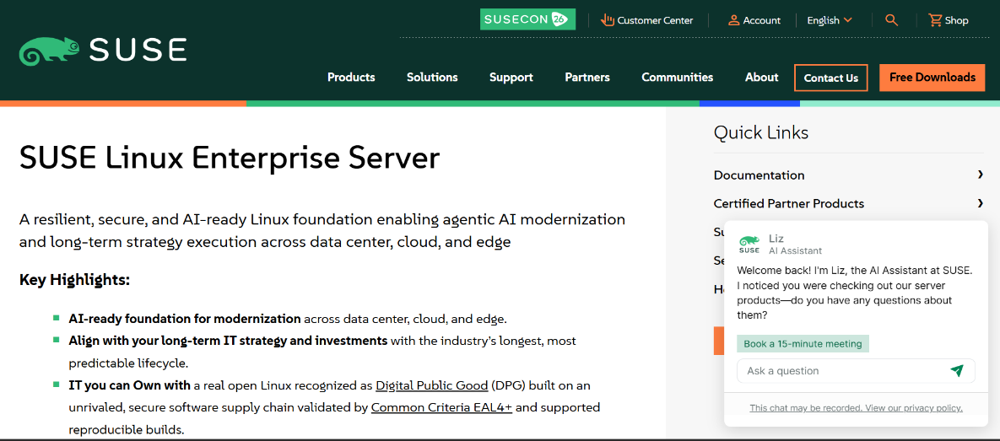 SUSECON 26
Customer Center
Account
English
Shop
SUSE
Products
Solutions
Support
Partners
Communities
About
Contact Us
Free Downloads
SUSE Linux Enterprise Server
A resilient, secure, and AI-ready Linux foundation enabling agentic AI modernization
and long-term strategy execution across data center, cloud, and edge
Key Highlights:
AI-ready foundation for modernization across data center, cloud, and edge.
Align with your long-term IT strategy and investments with the industry's longest, most
predictable lifecycle.
IT you can Own with a real open Linux recognized as Digital Public Good (DPG) built on an
unrivaled, secure software supply chain validated by Common Criteria EAL4+ and supported
reproducible builds.
Quick Links
Documentation
Certified Partner Products
SUSE
Liz
AI Assistant
Welcome back! I'm Liz, the AI Assistant at SUSE.
I noticed you were checking out our server
products—do you have any questions about
them?
Book a 15-minute meeting
Ask a question
This chat may be recorded. View our privacy policy.